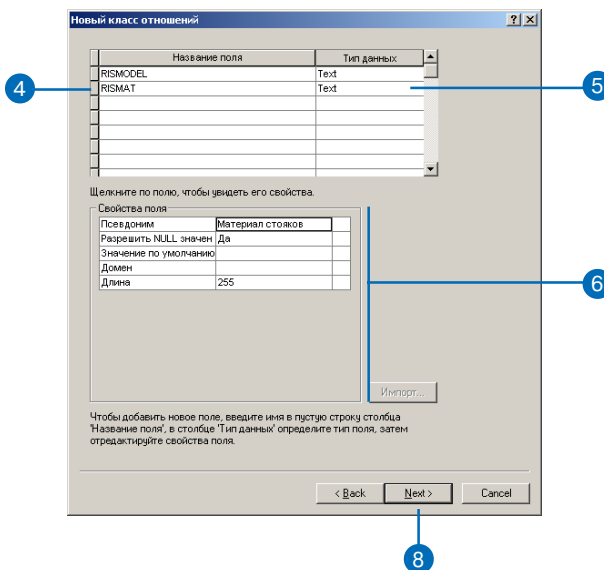 Новый класс отношений
Название поля Тип данных
RISMODEL Text
4 RISMAT Text 5
Щелкните по полю, чтобы увидеть его свойства.
Свойства поля
Псевдоним Материал стояков
Разрешить NULL значен Да
Значение по умолчанию
Домен
Длина 255
6
Импорт...
Чтобы добавить новое поле, введите имя в пустую строку столбца
'Название поля', в столбце 'Тип данных' определите тип поля, затем
отредактируйте свойства поля.
< Back Next > Cancel
8